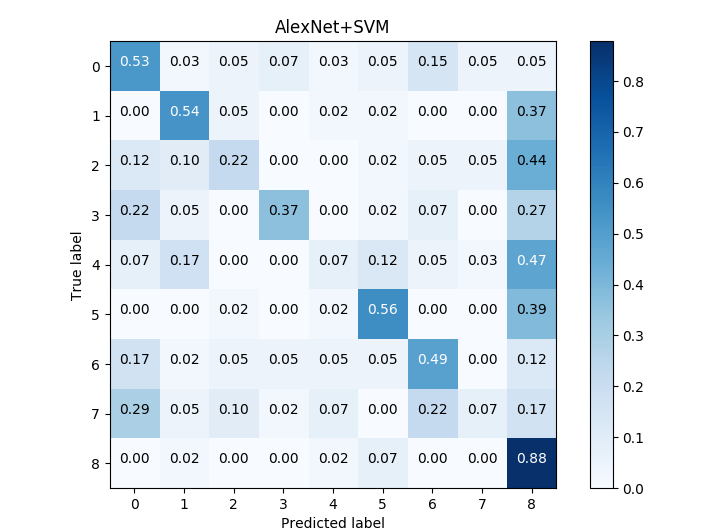 AlexNet+SVM
0 0.53 0.03 0.05 0.07 0.03 0.05 0.15 0.05 0.05
1 0.00 0.54 0.05 0.00 0.02 0.02 0.00 0.00 0.37
2 0.12 0.10 0.22 0.00 0.00 0.02 0.05 0.05 0.44
3 0.22 0.05 0.00 0.37 0.00 0.02 0.07 0.00 0.27
4 0.07 0.17 0.00 0.00 0.07 0.12 0.05 0.03 0.47
5 0.00 0.00 0.02 0.00 0.02 0.56 0.00 0.00 0.39
6 0.17 0.02 0.05 0.05 0.05 0.05 0.49 0.00 0.12
7 0.29 0.05 0.10 0.02 0.07 0.00 0.22 0.07 0.17
8 0.00 0.02 0.00 0.00 0.02 0.07 0.00 0.00 0.88
0 1 2 3 4 5 6 7 8
True label
Predicted label
0.8
0.7
0.6
0.5
0.4
0.3
0.2
0.1
0.0